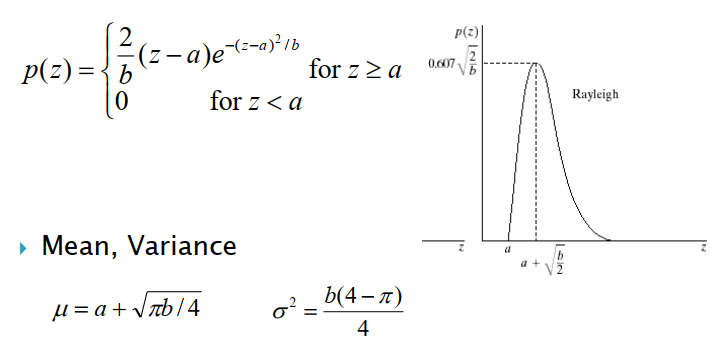 p(z) = { 2/b (z − a)e^{−(z−a)²/b} for z ≥ a
0 for z < a
p(z)
0.607 √(2/b)
Rayleigh
z a z
a + √(b/2)
Mean, Variance
μ = a + √(πb/4) σ² = b(4 − π)/4